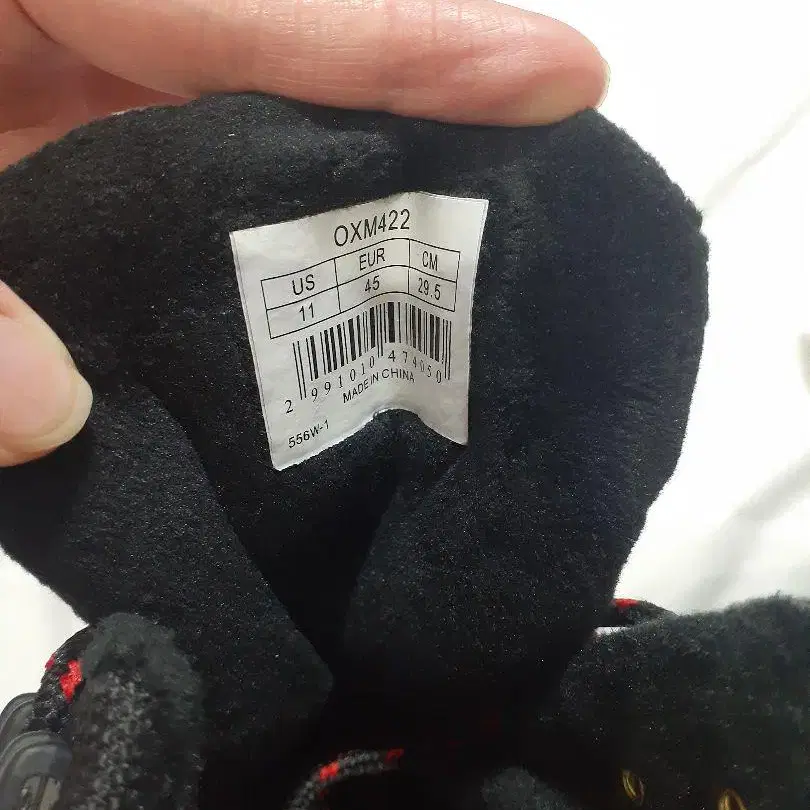 OXM422
US EUR CM
11 45 29.5
2 991010 474050
MADE IN CHINA
556W-1